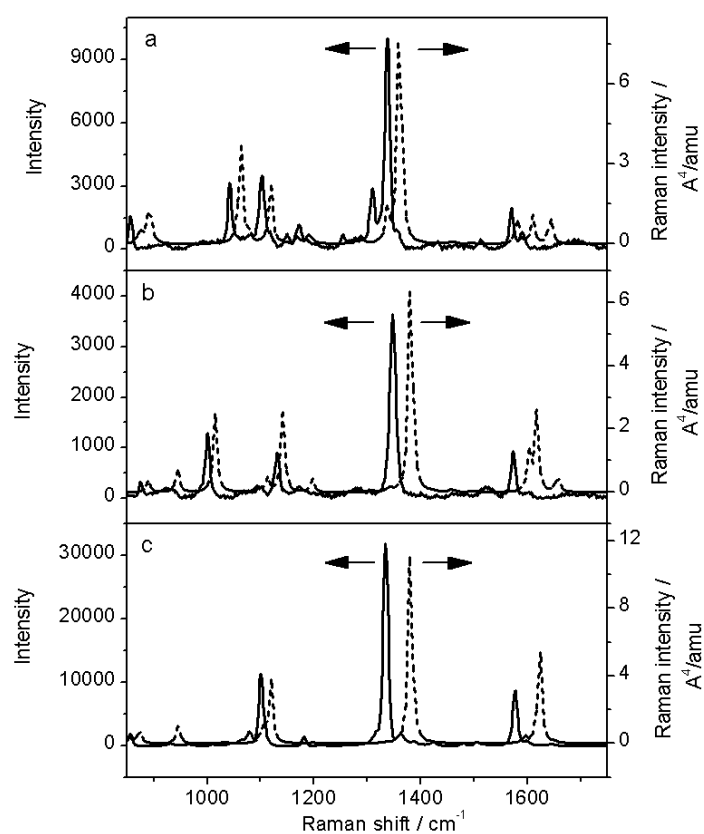 a
9000
6000
3000
0
Intensity
6
3
0
Raman intensity /
A⁴/amu
b
4000
3000
2000
1000
0
Intensity
6
4
2
0
Raman intensity /
A⁴/amu
c
30000
20000
10000
0
Intensity
12
8
4
0
Raman intensity /
A⁴/amu
1000 1200 1400 1600
Raman shift / cm⁻¹